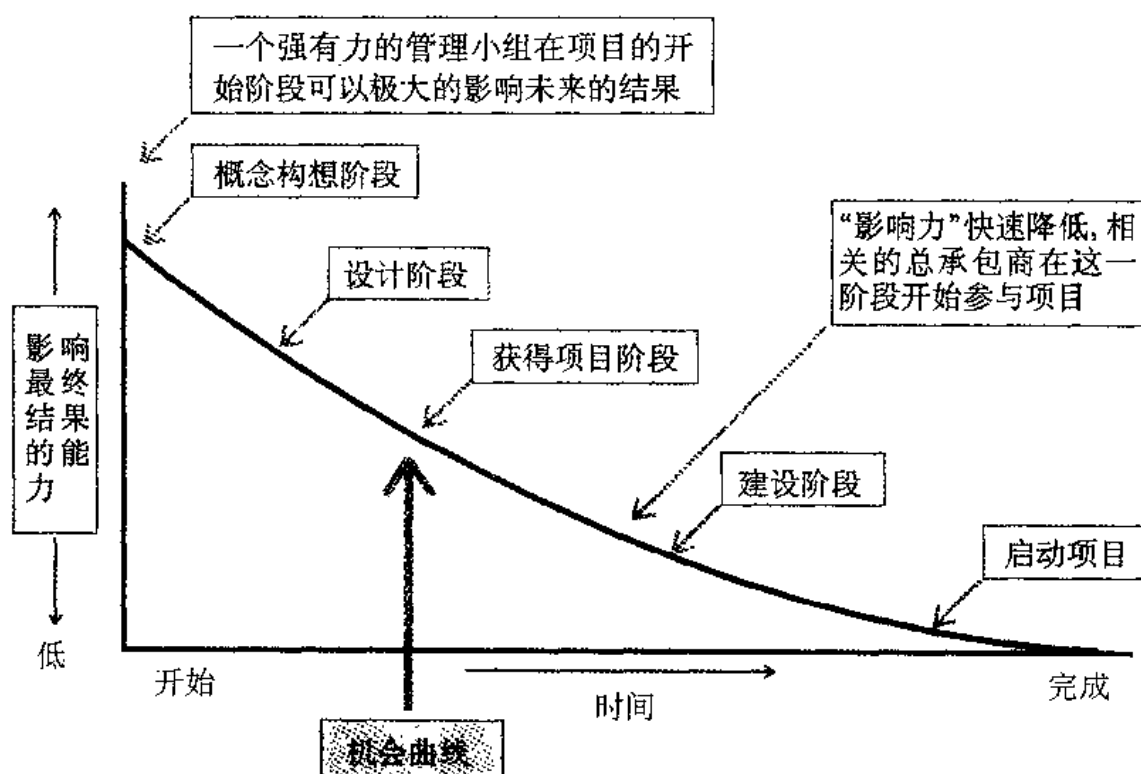 一个强有力的管理小组在项目的开
始阶段可以极大的影响未来的结果
概念构想阶段
“影响力”快速降低,相
关的总承包商在这一
阶段开始参与项目
设计阶段
获得项目阶段
影响
最终
结果
的能
力
建设阶段
启动项目
低
开始
时间
完成
机会曲线